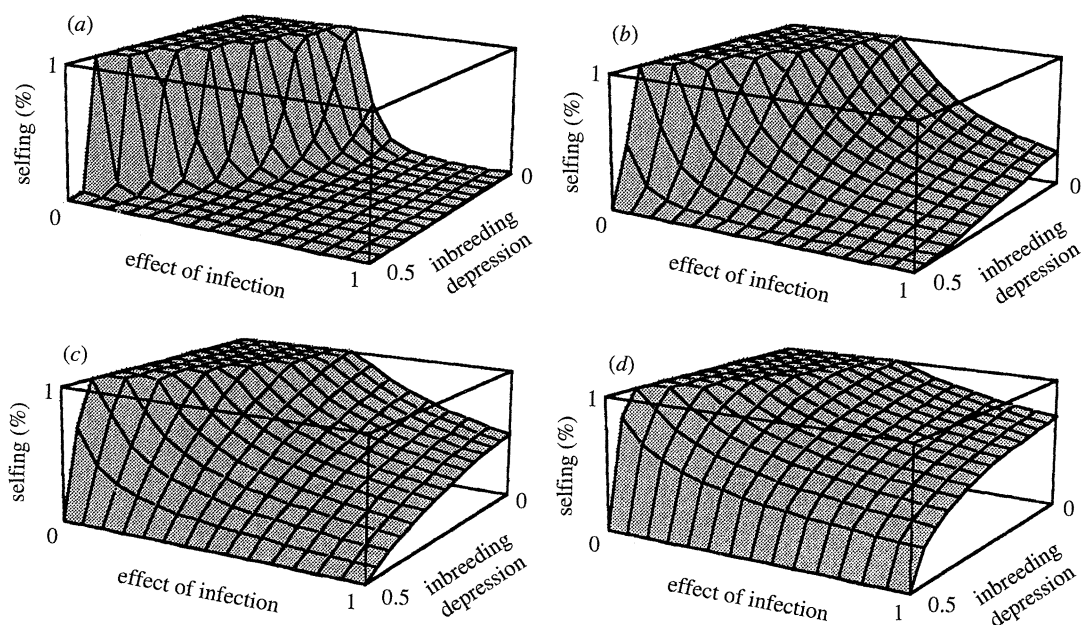 (a)
1
selfing (%)
0
effect of infection
1
0.5
inbreeding
depression
0
(b)
1
selfing (%)
0
effect of infection
1
0.5
inbreeding
depression
0
(c)
1
selfing (%)
0
effect of infection
1
0.5
inbreeding
depression
0
(d)
1
selfing (%)
0
effect of infection
1
0.5
inbreeding
depression
0